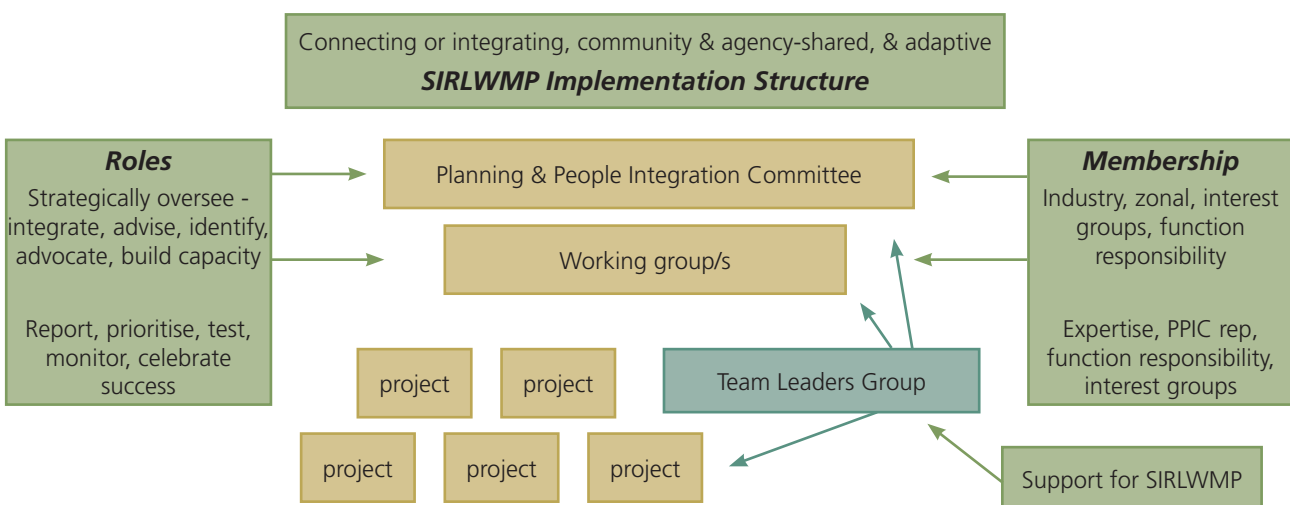 Connecting or integrating, community & agency-shared, & adaptive
SIRLWMP Implementation Structure
Roles
Strategically oversee -
integrate, advise, identify,
advocate, build capacity
Report, prioritise, test,
monitor, celebrate
success
Planning & People Integration Committee
Working group/s
Membership
Industry, zonal, interest
groups, function
responsibility
Expertise, PPIC rep,
function responsibility,
interest groups
project
project
Team Leaders Group
project
project
project
Support for SIRLWMP